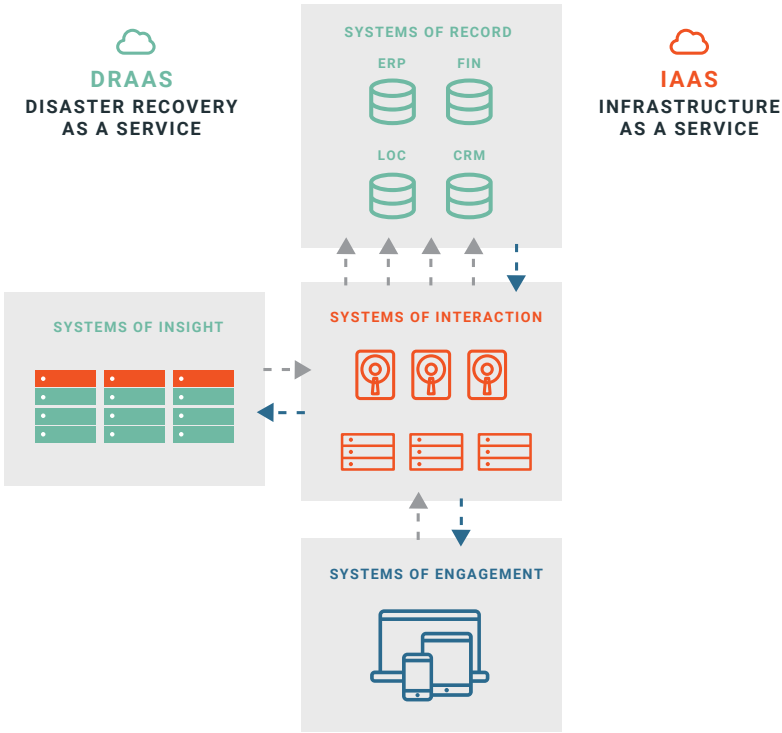 DRAAS
DISASTER RECOVERY
AS A SERVICE
SYSTEMS OF RECORD
ERP FIN
LOC CRM
IAAS
INFRASTRUCTURE
AS A SERVICE
SYSTEMS OF INSIGHT
SYSTEMS OF INTERACTION
SYSTEMS OF ENGAGEMENT